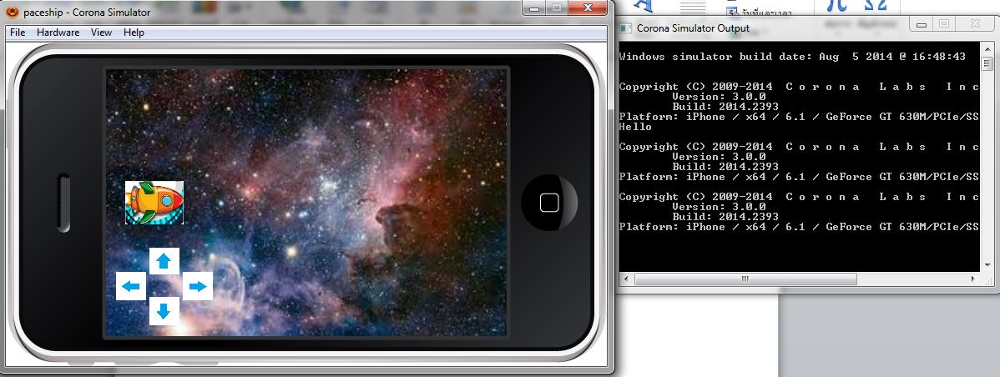 paceship - Corona Simulator
File Hardware View Help
วันที่และเวลา
Corona Simulator Output
Windows simulator build date: Aug  5 2014 @ 16:48:43
Copyright (C) 2009-2014  C o r o n a   L a b s   I n c
Version: 3.0.0
Build: 2014.2393
Platform: iPhone / x64 / 6.1 / GeForce GT 630M/PCIe/SS
Hello
Copyright (C) 2009-2014  C o r o n a   L a b s   I n c
Version: 3.0.0
Build: 2014.2393
Platform: iPhone / x64 / 6.1 / GeForce GT 630M/PCIe/SS
Copyright (C) 2009-2014  C o r o n a   L a b s   I n c
Version: 3.0.0
Build: 2014.2393
Platform: iPhone / x64 / 6.1 / GeForce GT 630M/PCIe/SS